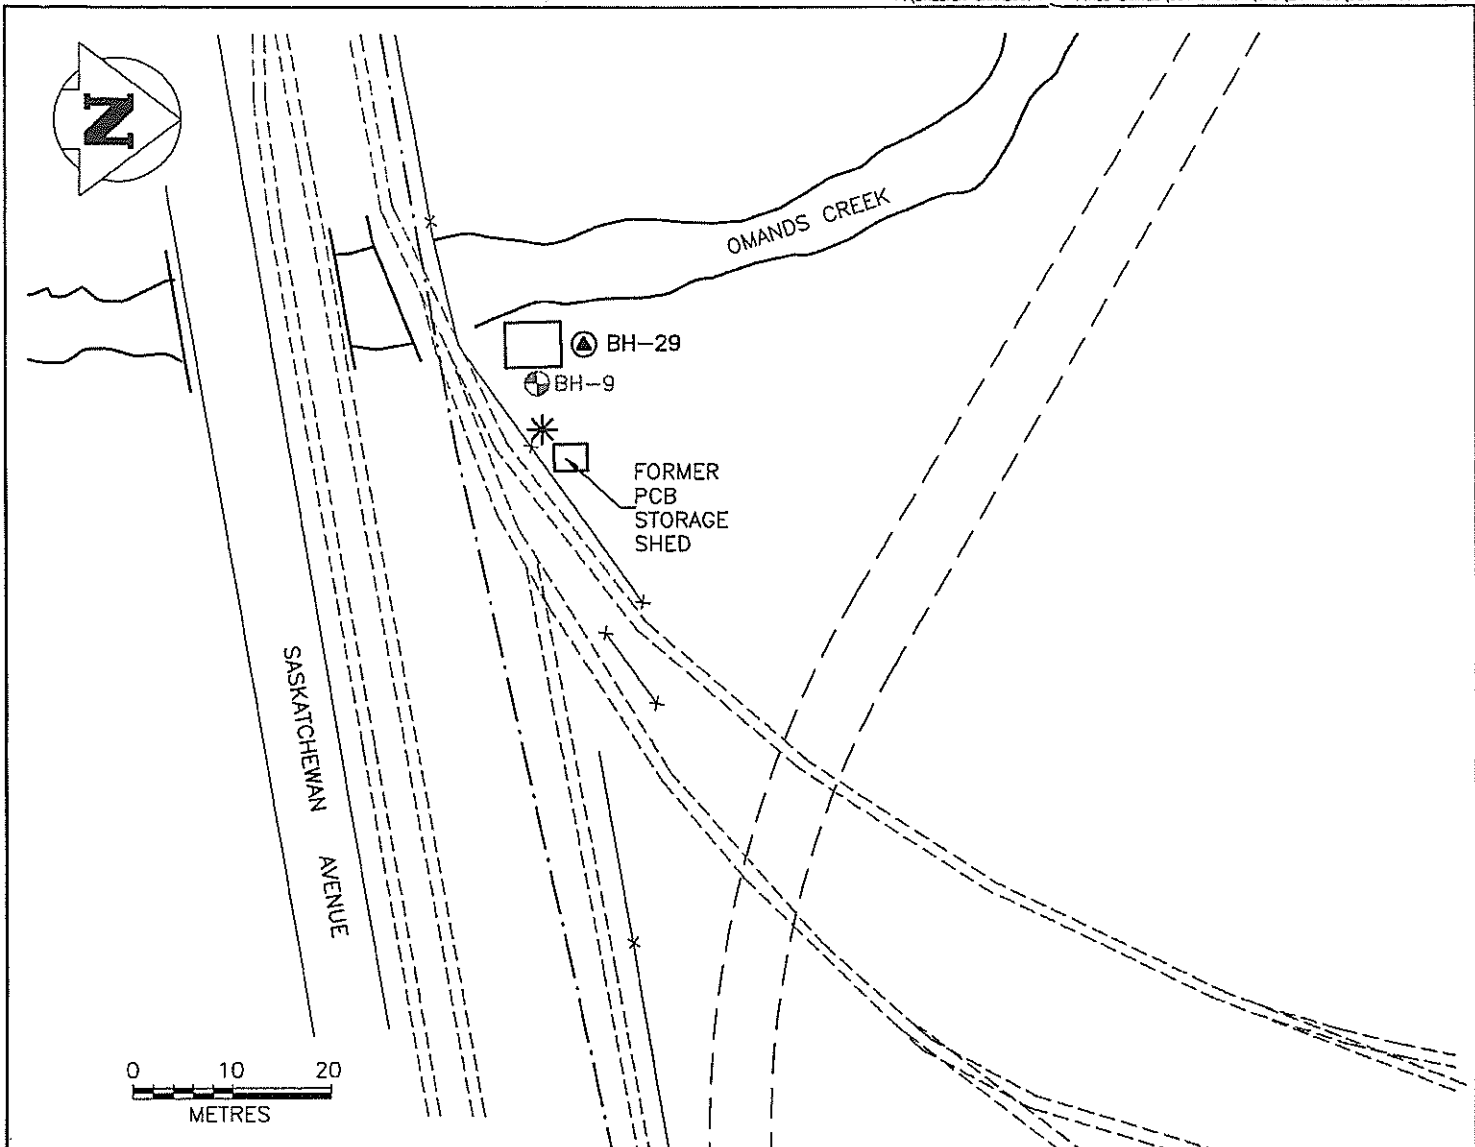 N
OMANDS CREEK
BH-29
BH-9
FORMER
PCB
STORAGE
SHED
SASKATCHEWAN AVENUE
0 10 20
METRES